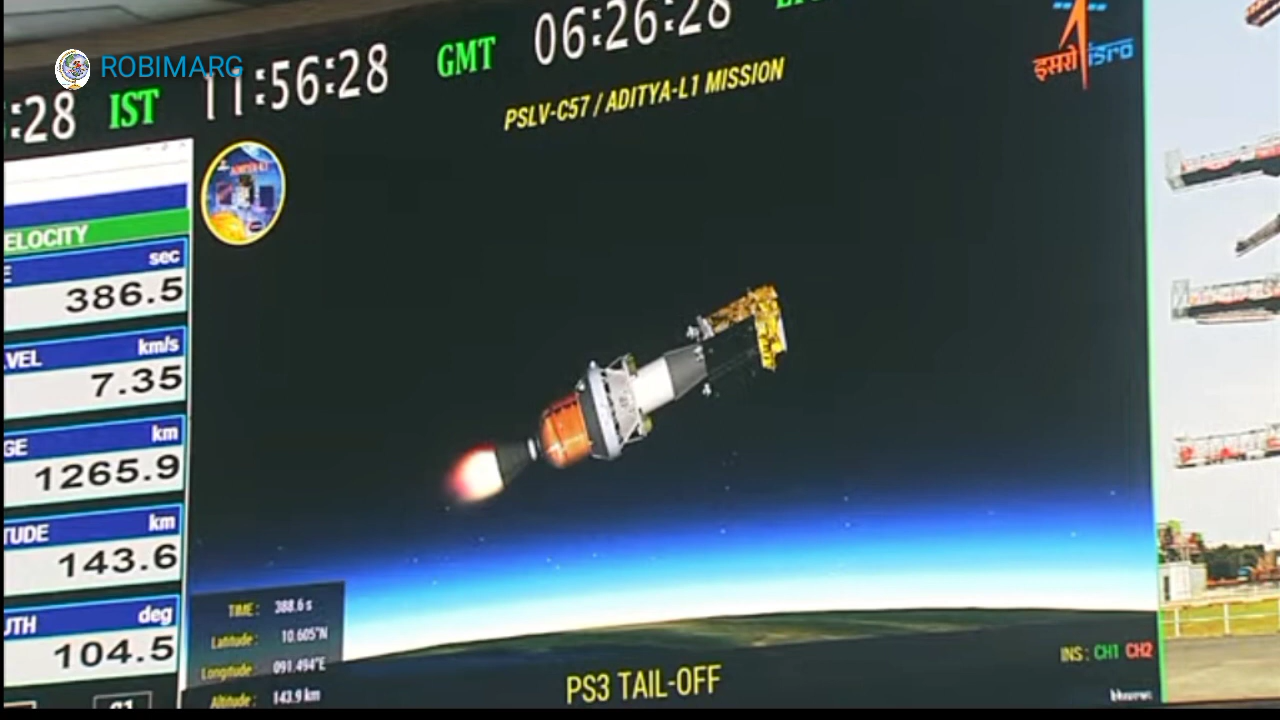 ROBIMARG
:28 IST 11:56:28 GMT 06:26:28
इसरो isro
PSLV-C57 / ADITYA-L1 MISSION
ELOCITY
E sec
386.5
VEL km/s
7.35
GE km
1265.9
TUDE km
143.6
UTH deg
104.5
TIME: 388.6 s
Latitude: 10.605°N
Longitude: 091.494°E
Altitude: 143.9 km
PS3 TAIL-OFF
INS: CH1 CH2